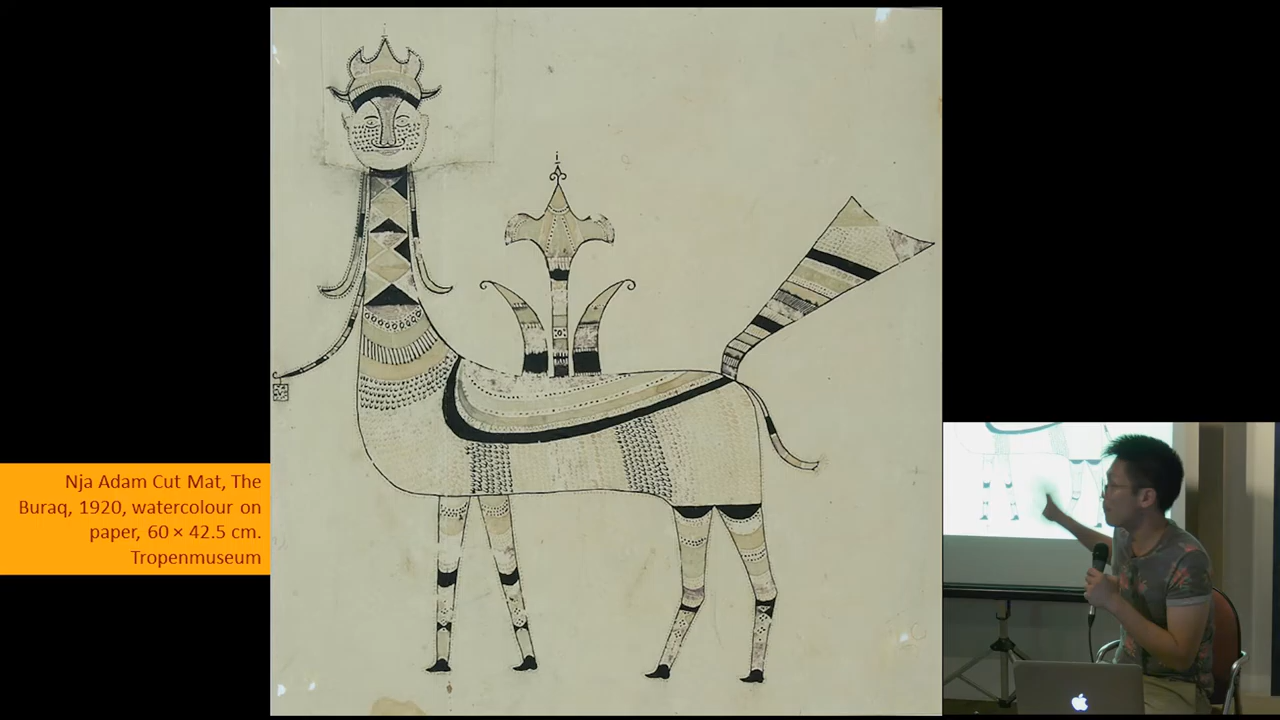 Nja Adam Cut Mat, The
Buraq, 1920, watercolour on
paper, 60 × 42.5 cm.
Tropenmuseum